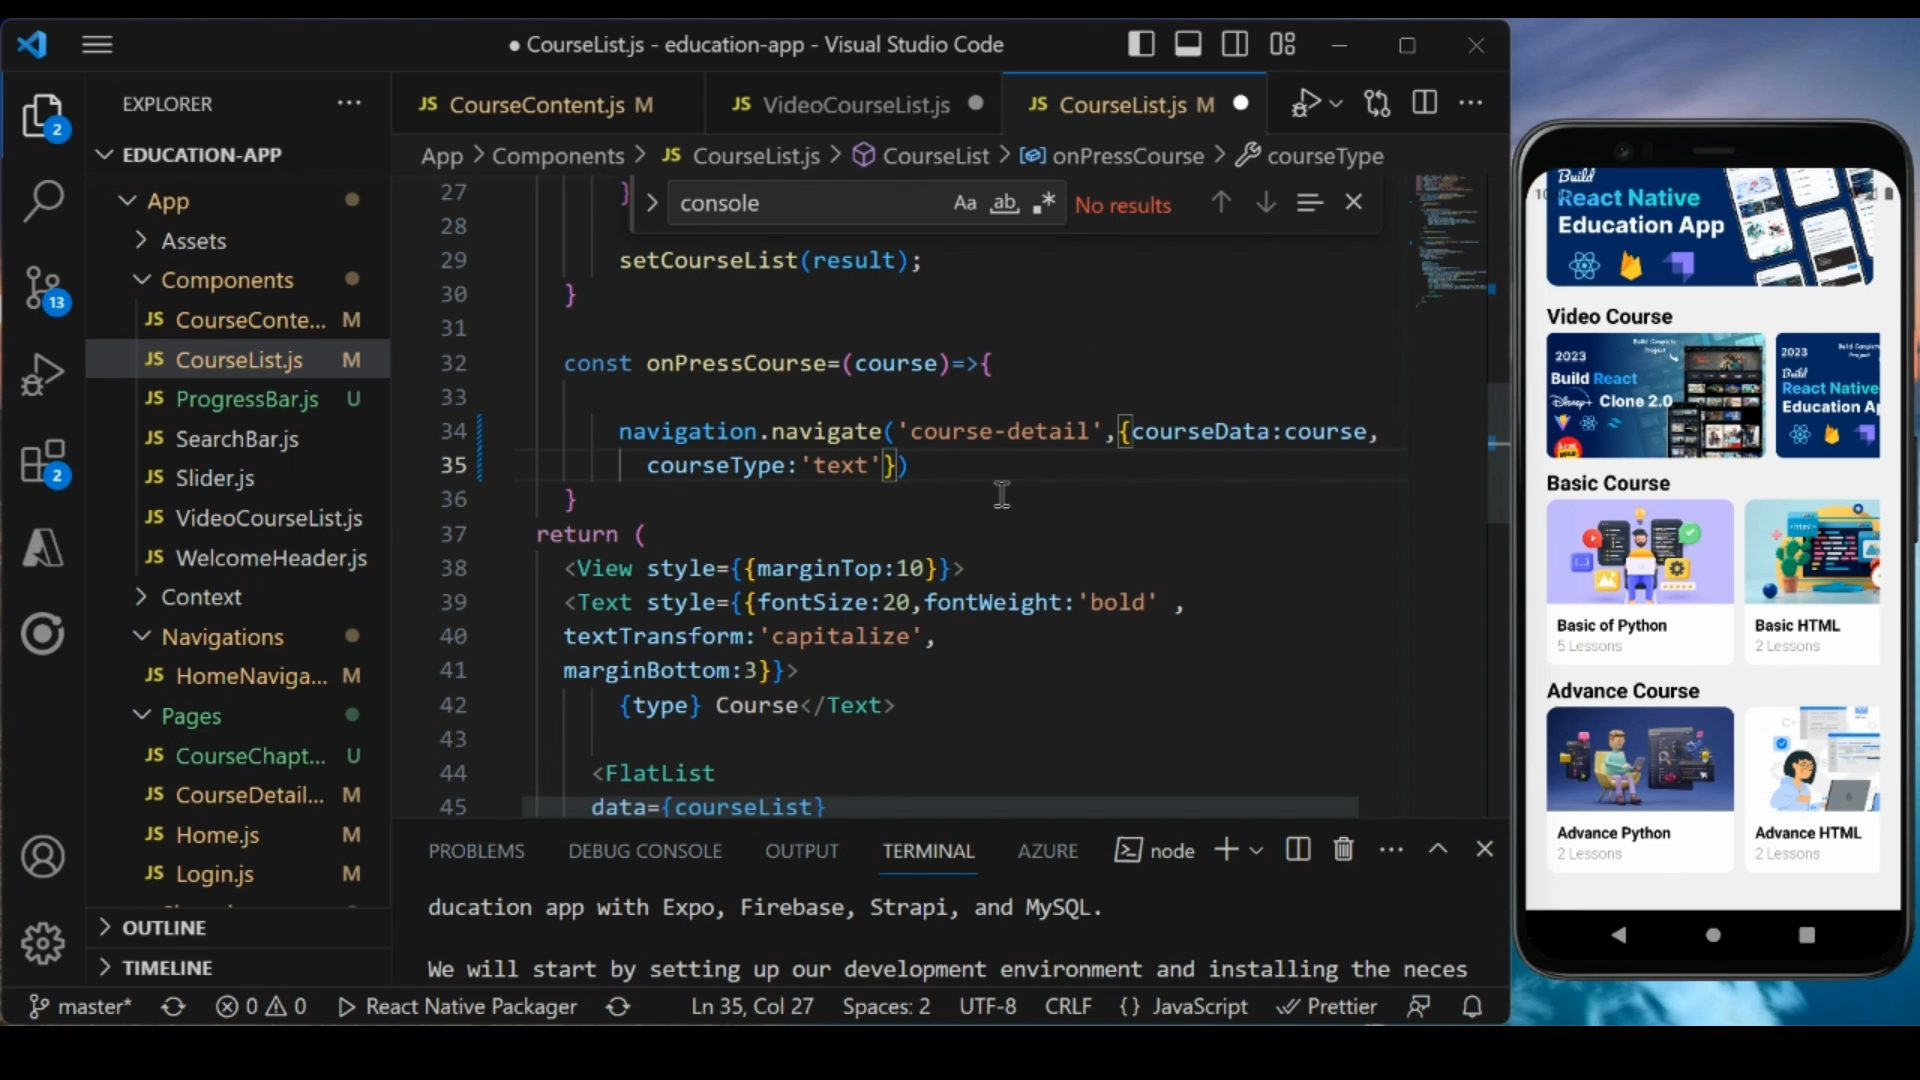 ● CourseList.js - education-app - Visual Studio Code
EXPLORER
EDUCATION-APP
App
Assets
Components
JS CourseConte... M
JS CourseList.js M
JS ProgressBar.js U
JS SearchBar.js
JS Slider.js
JS VideoCourseList.js
JS WelcomeHeader.js
Context
Navigations
JS HomeNaviga... M
Pages
JS CourseChapt... U
JS CourseDetail... M
JS Home.js M
JS Login.js M
OUTLINE
TIMELINE
2
13
2
JS CourseContent.js M
JS VideoCourseList.js
JS CourseList.js M
App > Components > JS CourseList.js > CourseList > onPressCourse > courseType
console
Aa ab .* No results
27 }
28
29 setCourseList(result);
30 }
31
32 const onPressCourse=(course)=>{
33
34 navigation.navigate('course-detail',{courseData:course,
35 courseType:'text'})
36 }
37 return (
38 <View style={{marginTop:10}}>
39 <Text style={{fontSize:20,fontWeight:'bold' ,
40 textTransform:'capitalize',
41 marginBottom:3}}>
42 {type} Course</Text>
43
44 <FlatList
45 data={courseList}
PROBLEMS DEBUG CONSOLE OUTPUT TERMINAL AZURE node
ducation app with Expo, Firebase, Strapi, and MySQL.
We will start by setting up our development environment and installing the neces
master* 0 0 React Native Packager Ln 35, Col 27 Spaces: 2 UTF-8 CRLF {} JavaScript Prettier
Build
React Native
Education App
Video Course
2023
Build Complete
Project
Build React
Disney+ Clone 2.0
2023
Build
React Native
Education A
Basic Course
Basic of Python
5 Lessons
Basic HTML
2 Lessons
Advance Course
Advance Python
2 Lessons
Advance HTML
2 Lessons